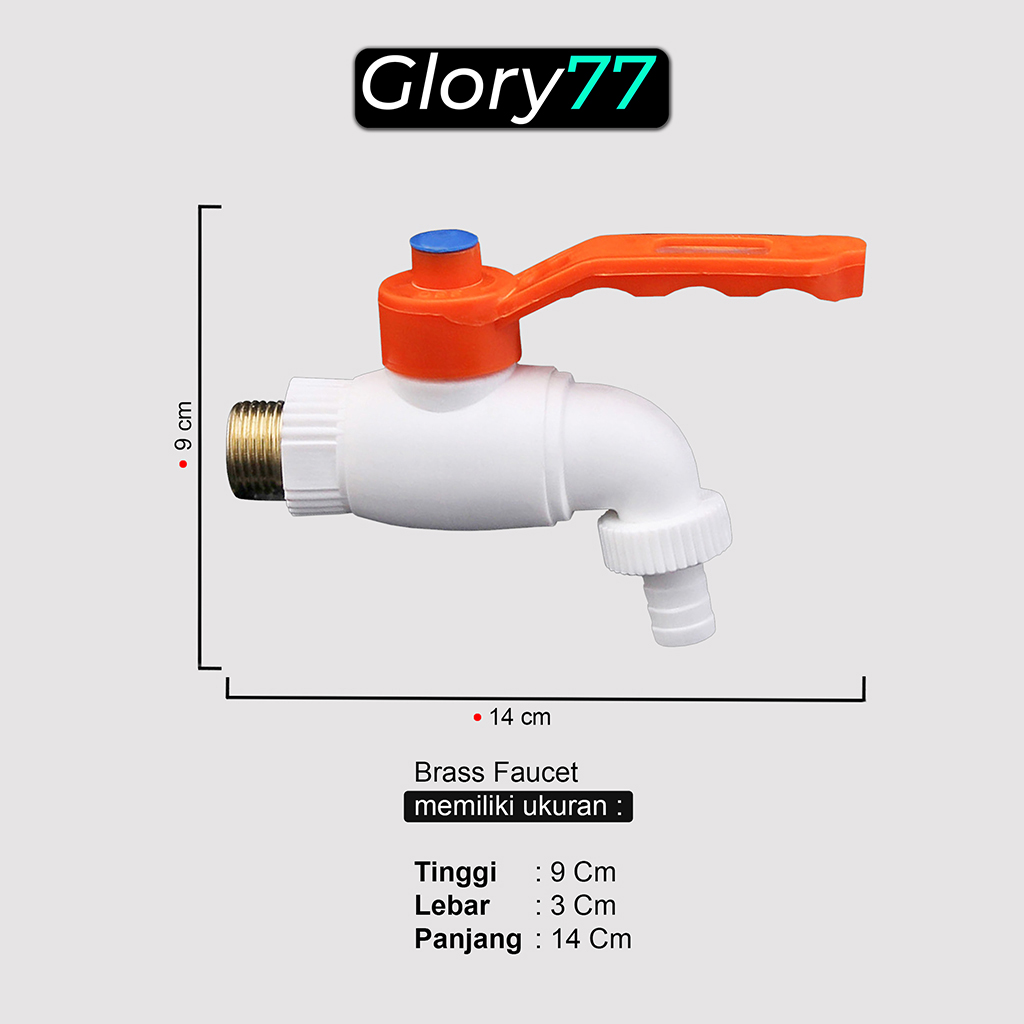 Glory77
9 cm
14 cm
Brass Faucet
memiliki ukuran :
Tinggi : 9 Cm
Lebar : 3 Cm
Panjang : 14 Cm